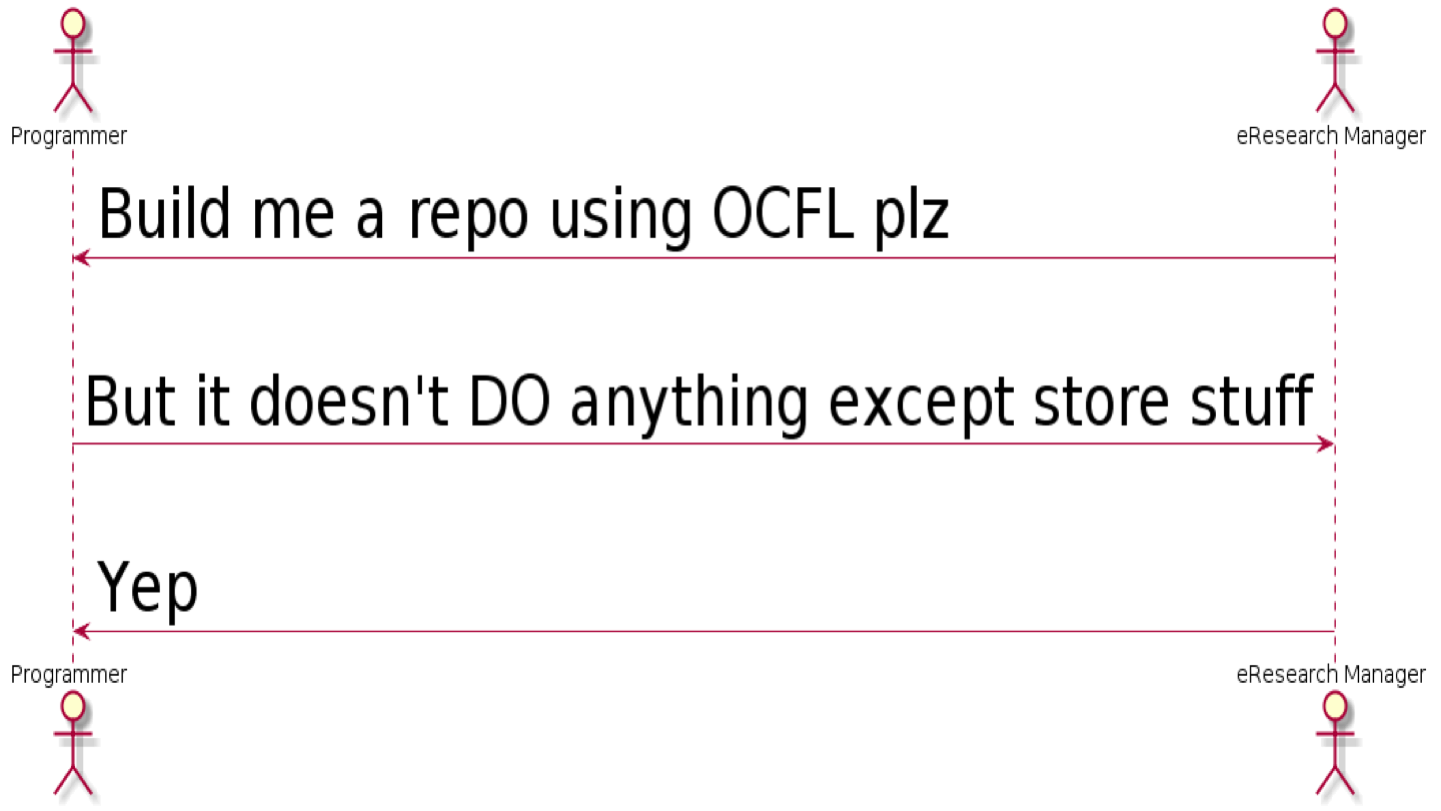 Programmer
eResearch Manager
Build me a repo using OCFL plz
But it doesn't DO anything except store stuff
Yep
Programmer
eResearch Manager